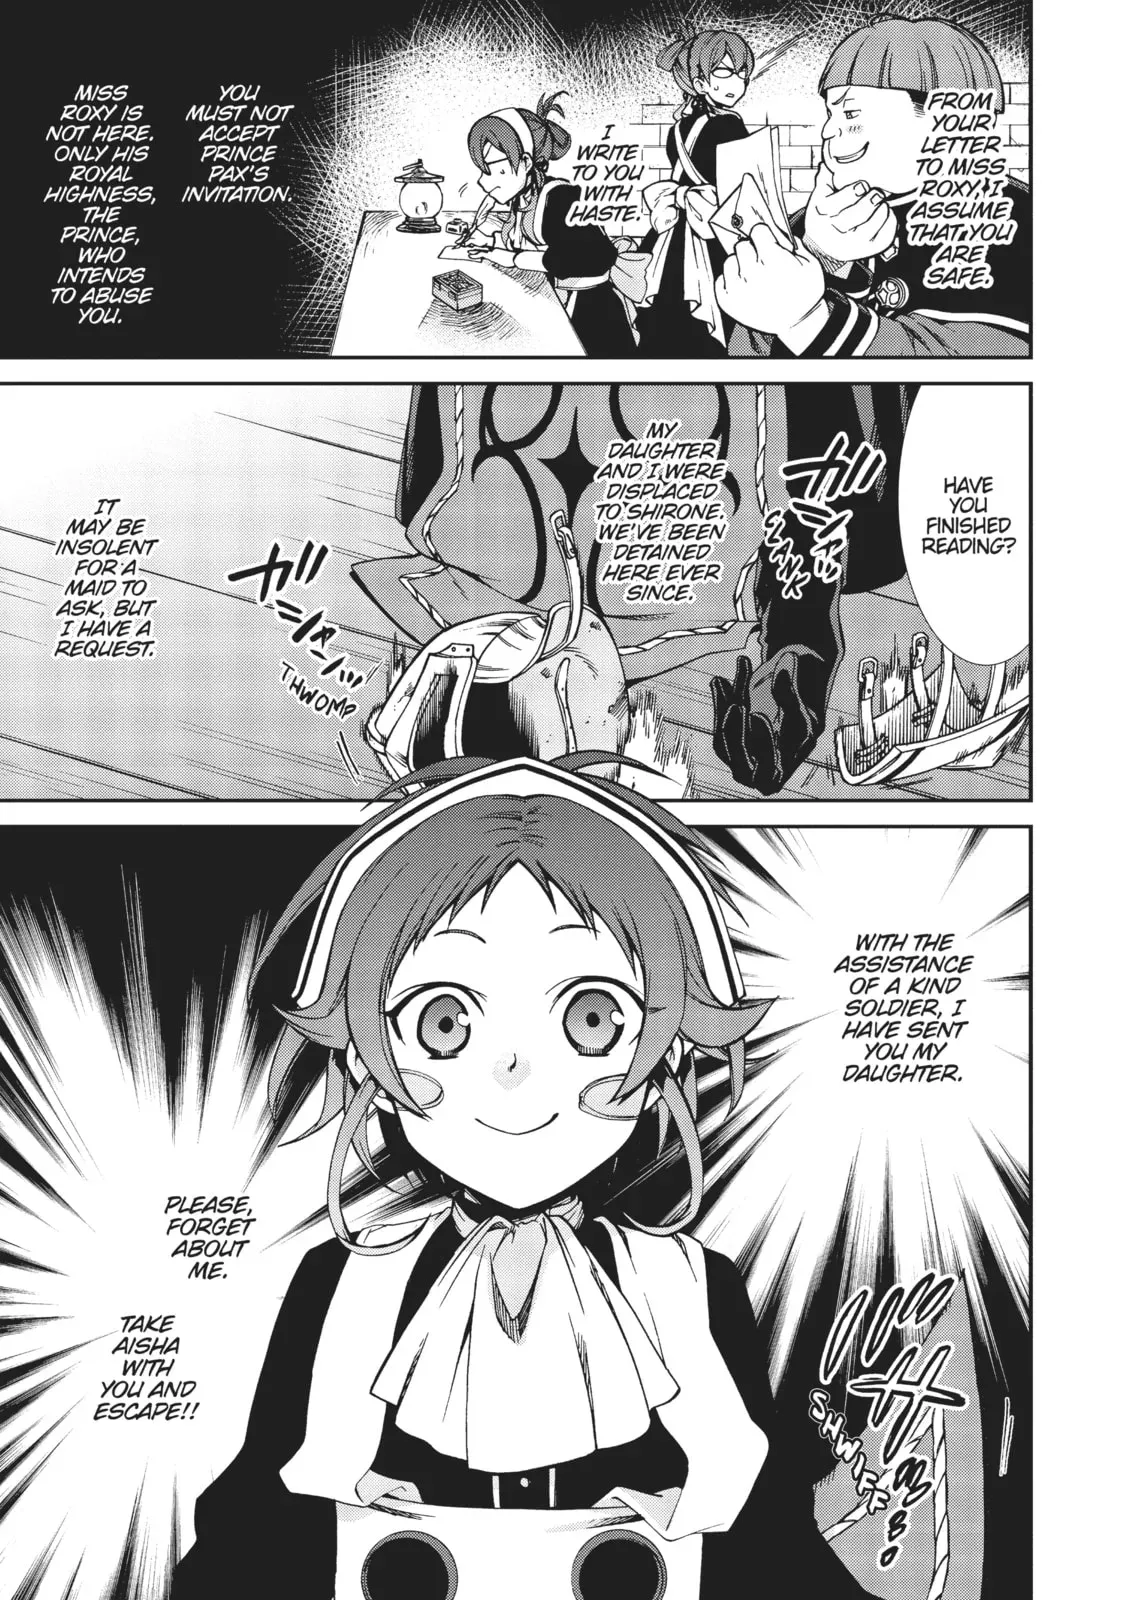 FROM
YOUR
LETTER
TO MISS
ROXY, I
ASSUME
THAT YOU
ARE
SAFE.
I
WRITE
TO YOU
WITH
HASTE.
YOU
MUST NOT
ACCEPT
PRINCE
PAX'S
INVITATION.
MISS
ROXY IS
NOT HERE.
ONLY HIS
ROYAL
HIGHNESS,
THE
PRINCE,
WHO
INTENDS
TO ABUSE
YOU.
HAVE
YOU
FINISHED
READING?
ガチャン
CLANK
MY
DAUGHTER
AND I WERE
DISPLACED
TO SHIRONE.
WE'VE BEEN
DETAINED
HERE EVER
SINCE.
THWOMP
IT
MAY BE
INSOLENT
FOR A
MAID TO
ASK, BUT
I HAVE A
REQUEST.
WITH THE
ASSISTANCE
OF A KIND
SOLDIER, I
HAVE SENT
YOU MY
DAUGHTER.
SHWIFF
PLEASE,
FORGET
ABOUT
ME.
TAKE
AISHA
WITH
YOU AND
ESCAPE!!